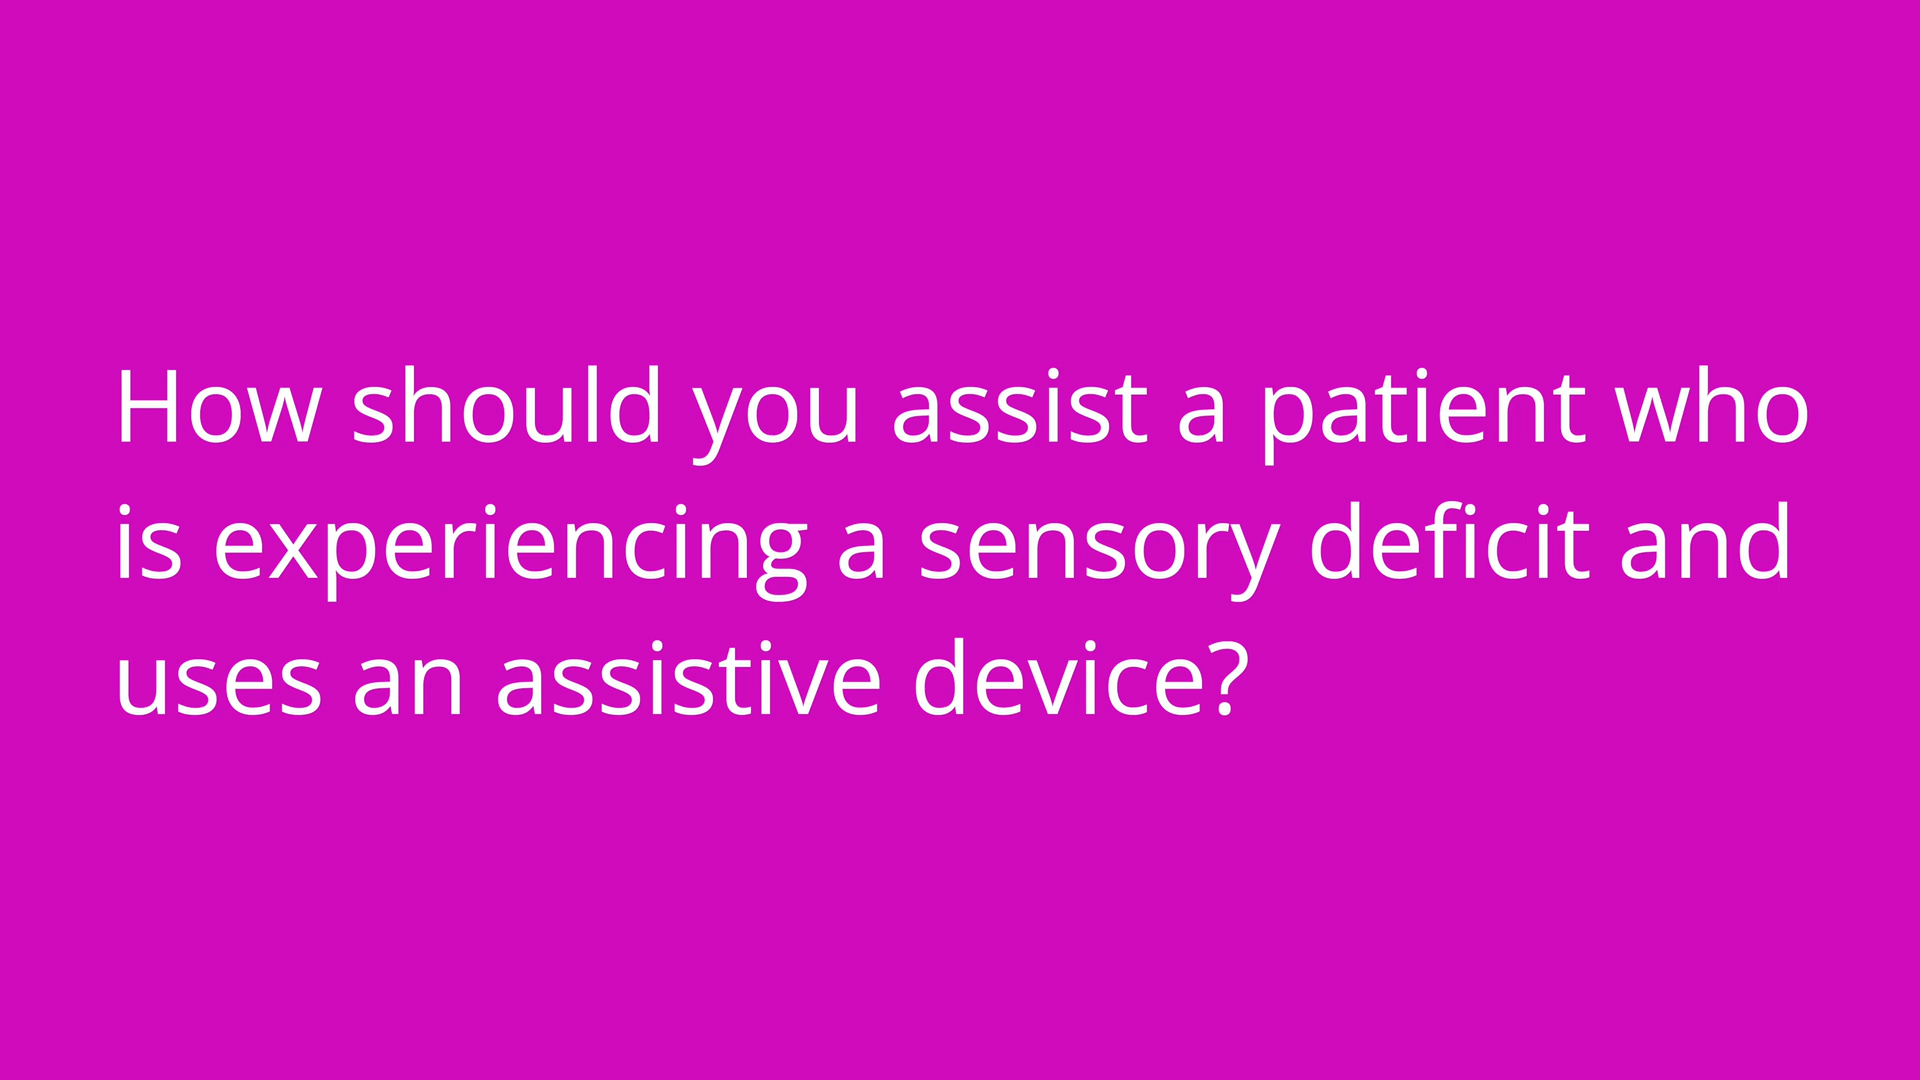 How should you assist a patient who
is experiencing a sensory deficit and
uses an assistive device?